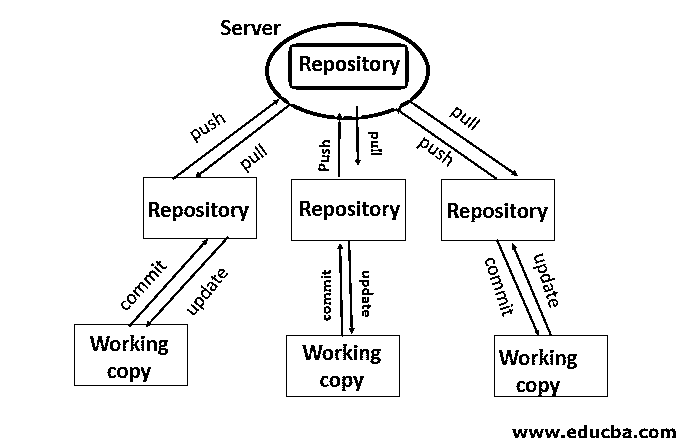 Server
Repository
push
pull
Push
pull
push
pull
Repository
Repository
Repository
commit
update
commit
update
commit
update
Working
copy
Working
copy
Working
copy
www.educba.com